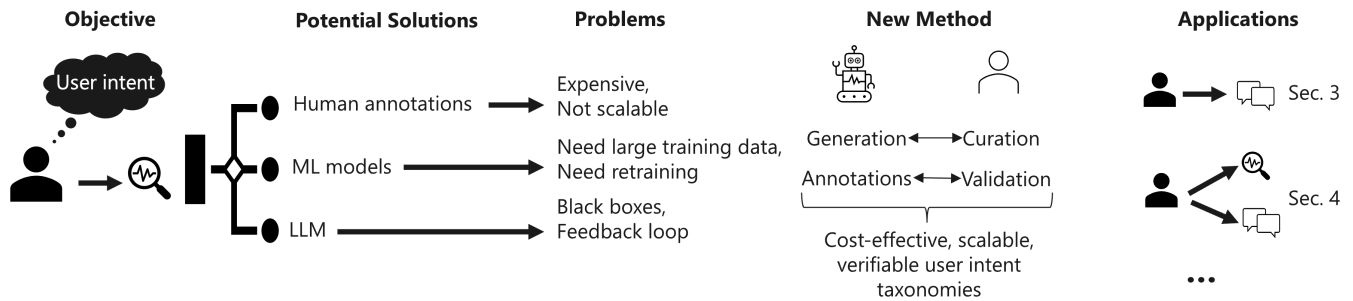 Objective
Potential Solutions
Problems
New Method
Applications
User intent
Human annotations
Expensive,
Not scalable
ML models
Need large training data,
Need retraining
LLM
Black boxes,
Feedback loop
Generation
Curation
Annotations
Validation
Cost-effective, scalable,
verifiable user intent
taxonomies
Sec. 3
Sec. 4
...